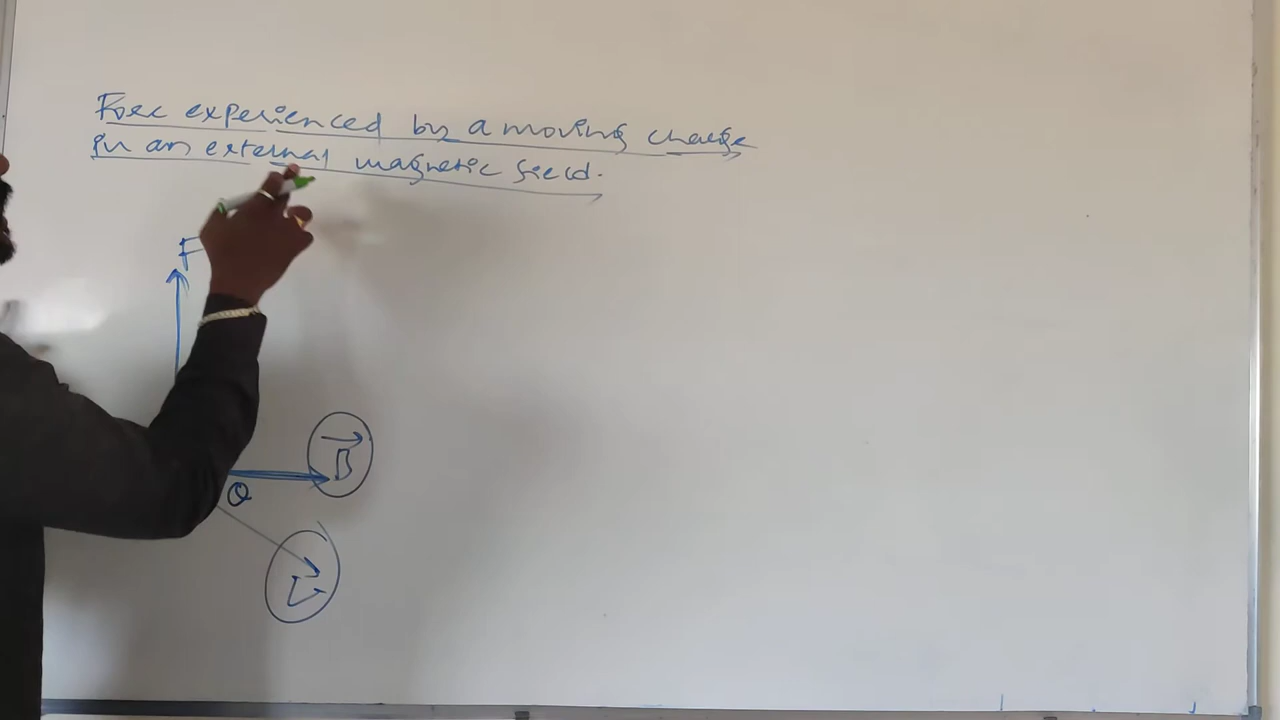 Force experienced by a moving charge
in an external magnetic field.
F
B
θ
L